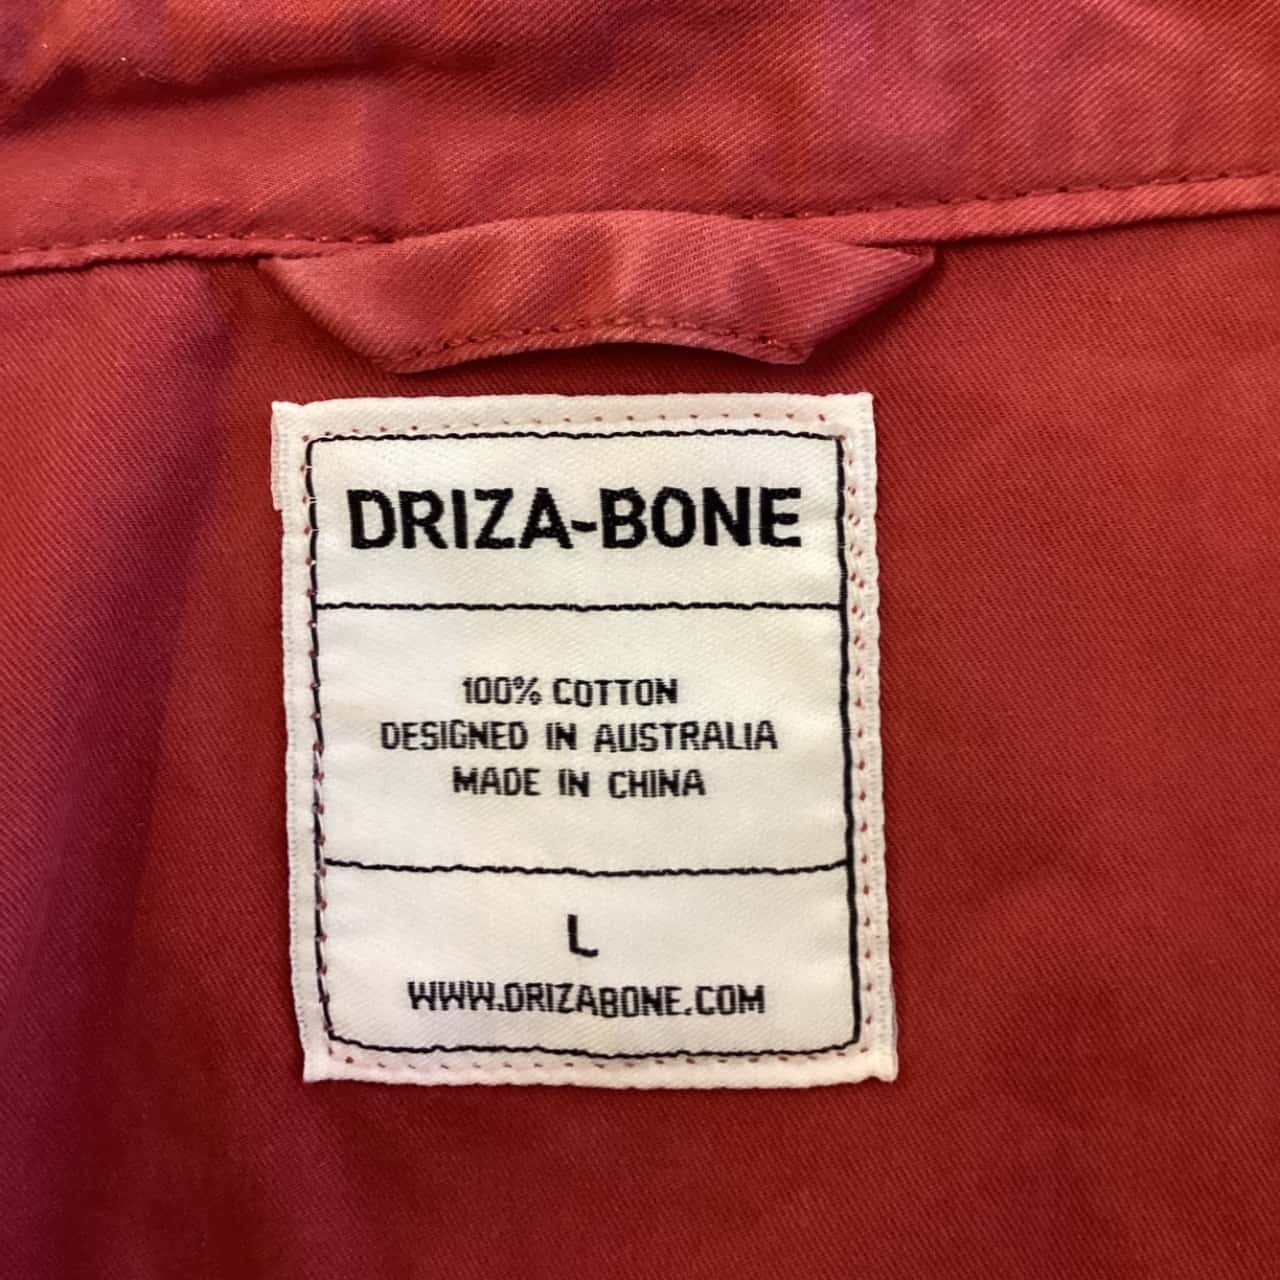 DRIZA-BONE
100% COTTON
DESIGNED IN AUSTRALIA
MADE IN CHINA
L
WWW.DRIZABONE.COM